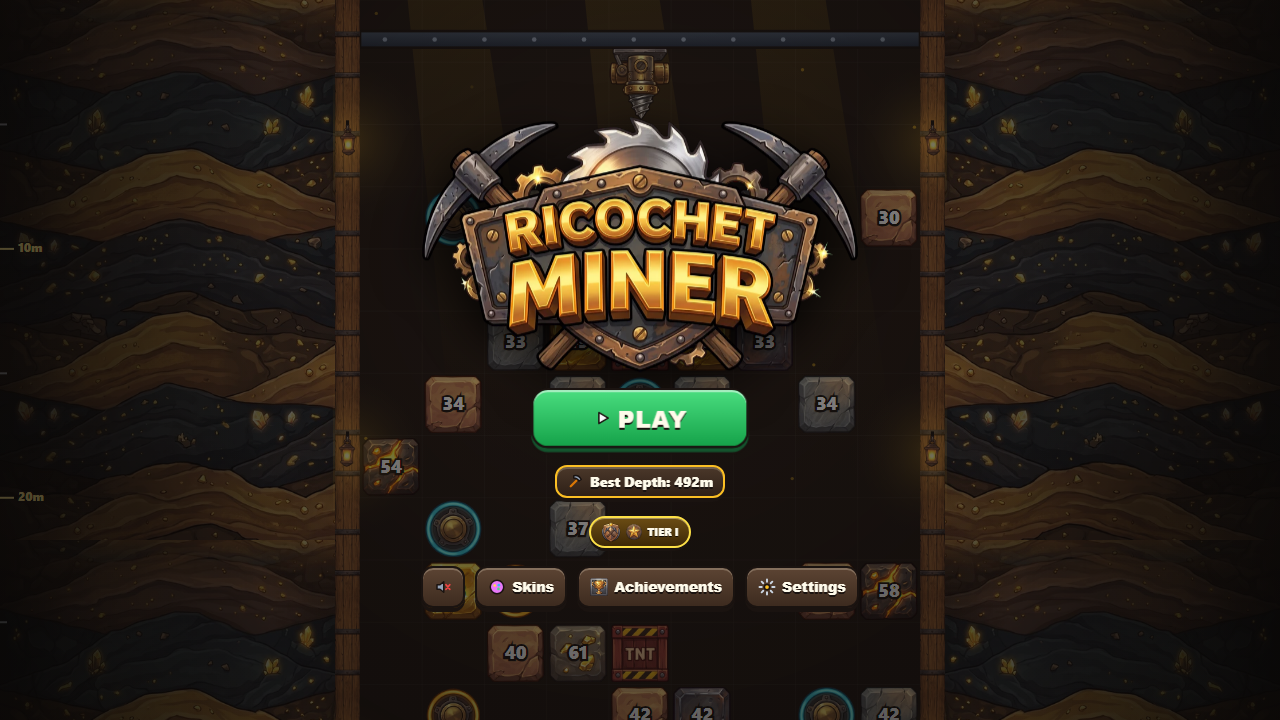 30
10m
RICOCHET
MINER
33
33
34
34
PLAY
54
Best Depth: 492m
20m
37
TIER I
Skins
Achievements
Settings
58
40
61
TNT
42
42
42